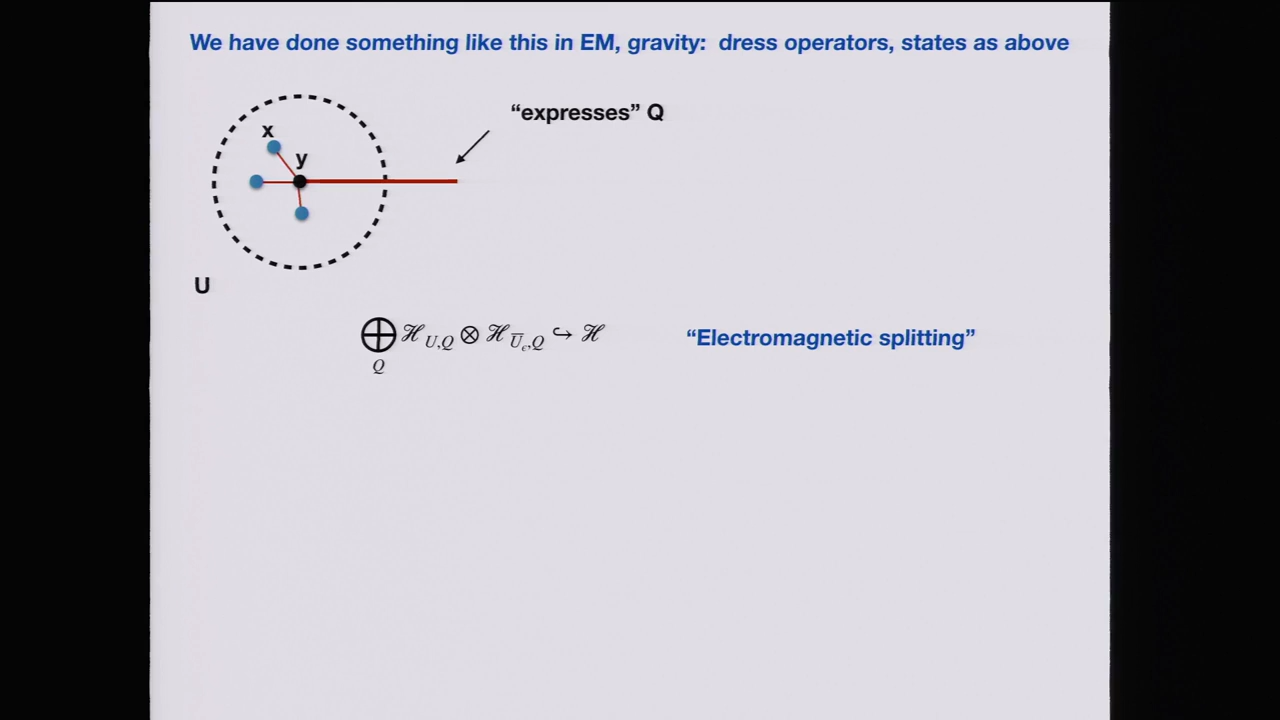 We have done something like this in EM, gravity: dress operators, states as above
“expresses” Q
x
y
U
⨁_Q ℋ_{U,Q} ⊗ ℋ_{U̅_ϵ,Q} ↪ ℋ “Electromagnetic splitting”